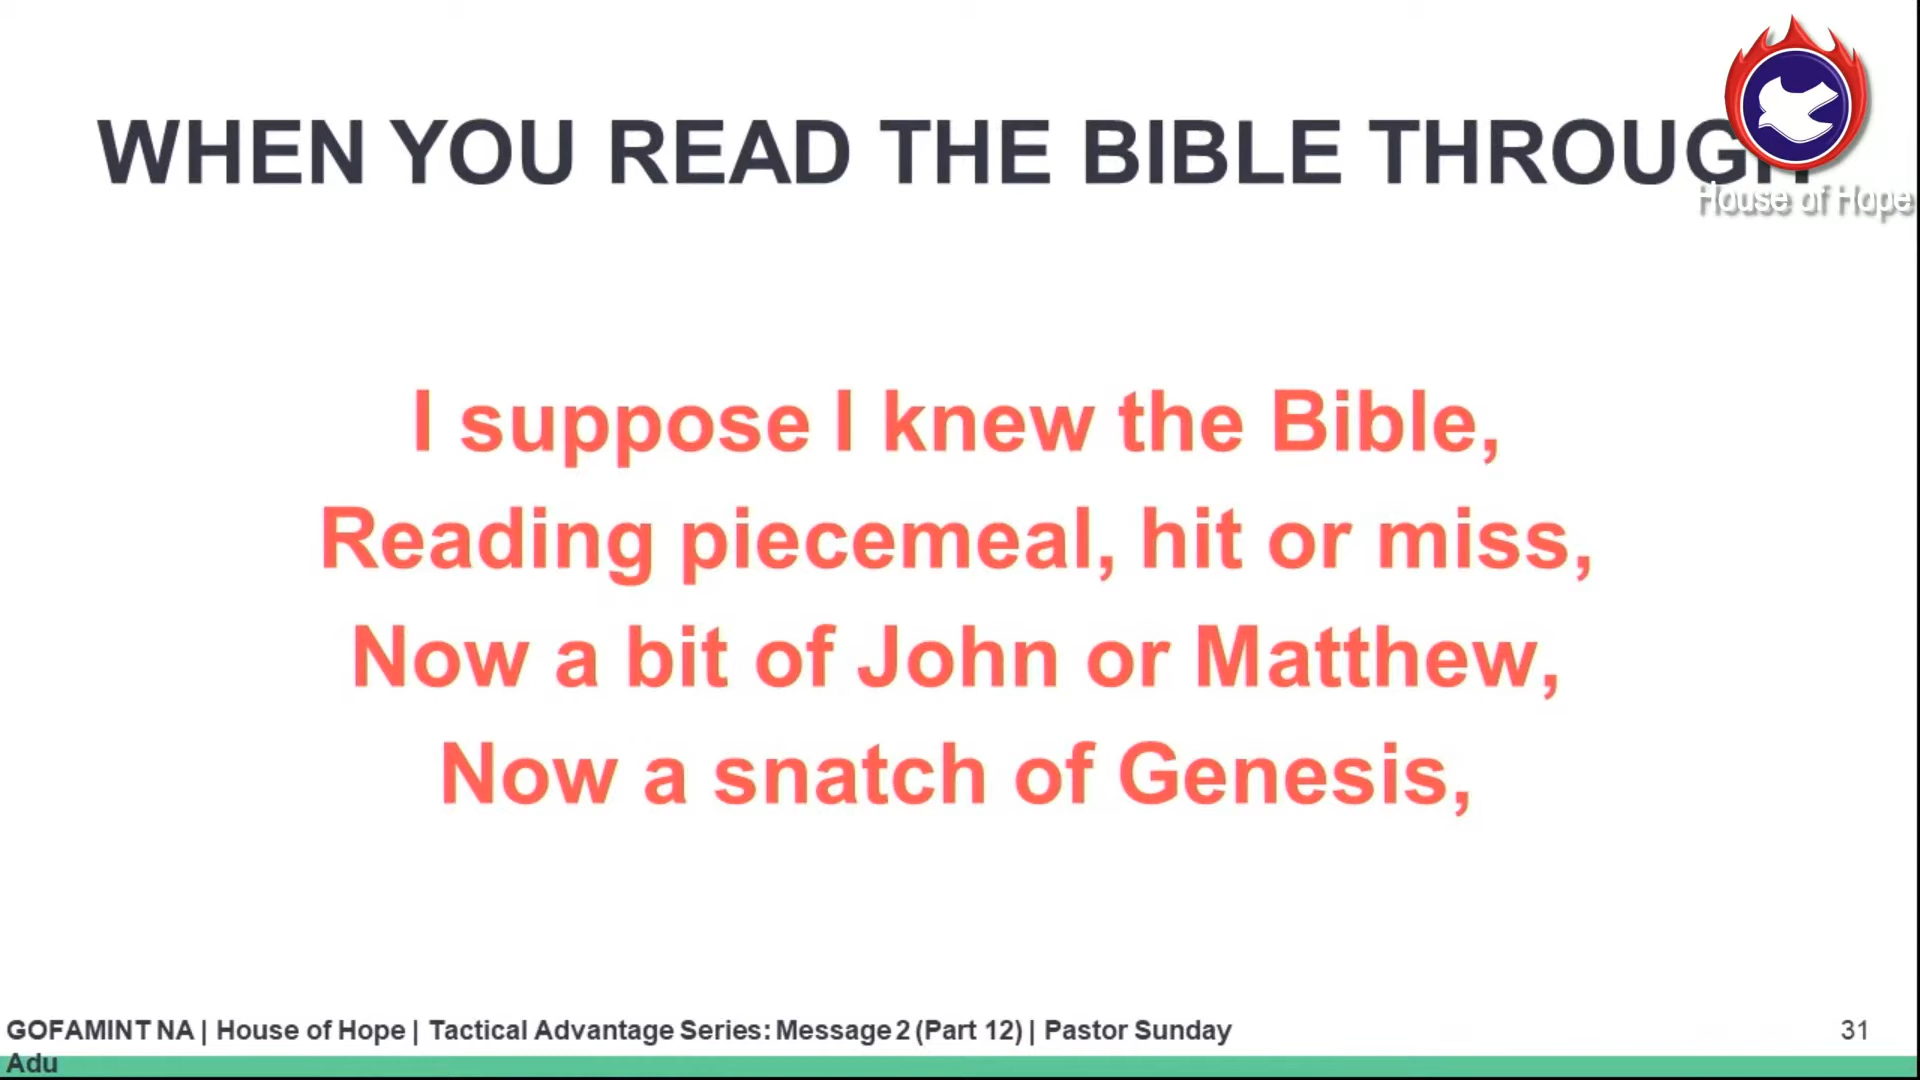 WHEN YOU READ THE BIBLE THROUGH
House of Hope
I suppose I knew the Bible,
Reading piecemeal, hit or miss,
Now a bit of John or Matthew,
Now a snatch of Genesis,
GOFAMINT NA | House of Hope | Tactical Advantage Series: Message 2 (Part 12) | Pastor Sunday
Adu
31